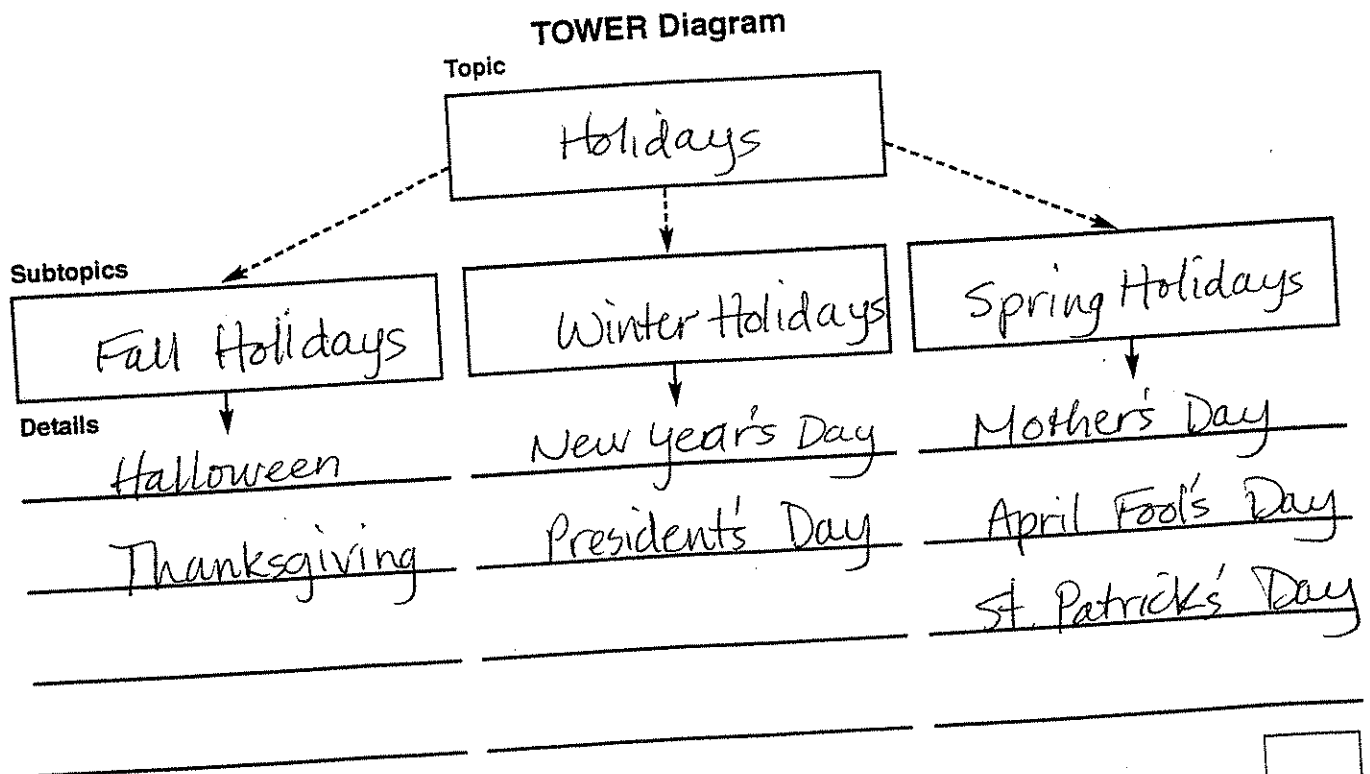 TOWER Diagram
Topic
Holidays
Subtopics
Fall Holidays
Winter Holidays
Spring Holidays
Details
Halloween
New Year's Day
Mother's Day
Thanksgiving
President's Day
April Fool's Day
St. Patrick's Day